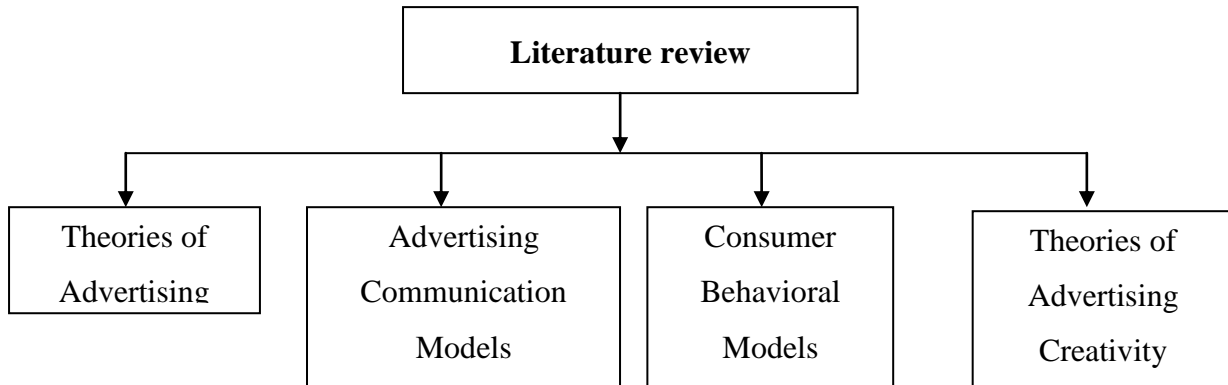 Literature review
Theories of
Advertising
Advertising
Communication
Models
Consumer
Behavioral
Models
Theories of
Advertising
Creativity